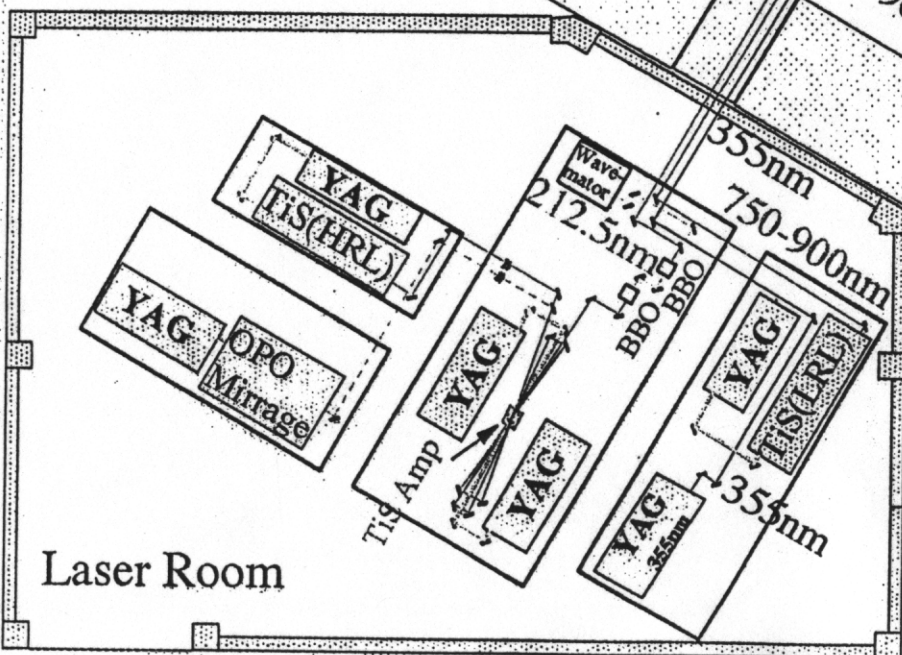 355nm
750-900nm
Wave-
mator
212.5nm
YAG
TiS(HRL)
YAG
OPO
Mirrage
BBO
BBO
YAG
YAG
TiS Amp
YAG
TiS(LRL)
YAG
355nm
355nm
Laser Room